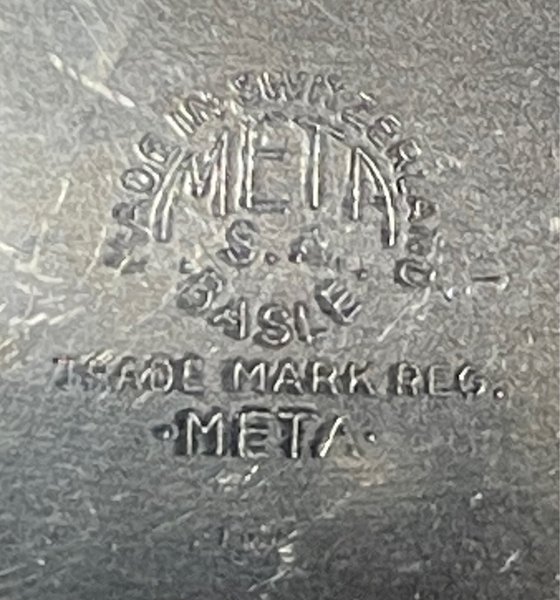 MADE IN SWITZERLAND
META
S.A.
BASLE
TRADE MARK REG.
·META·